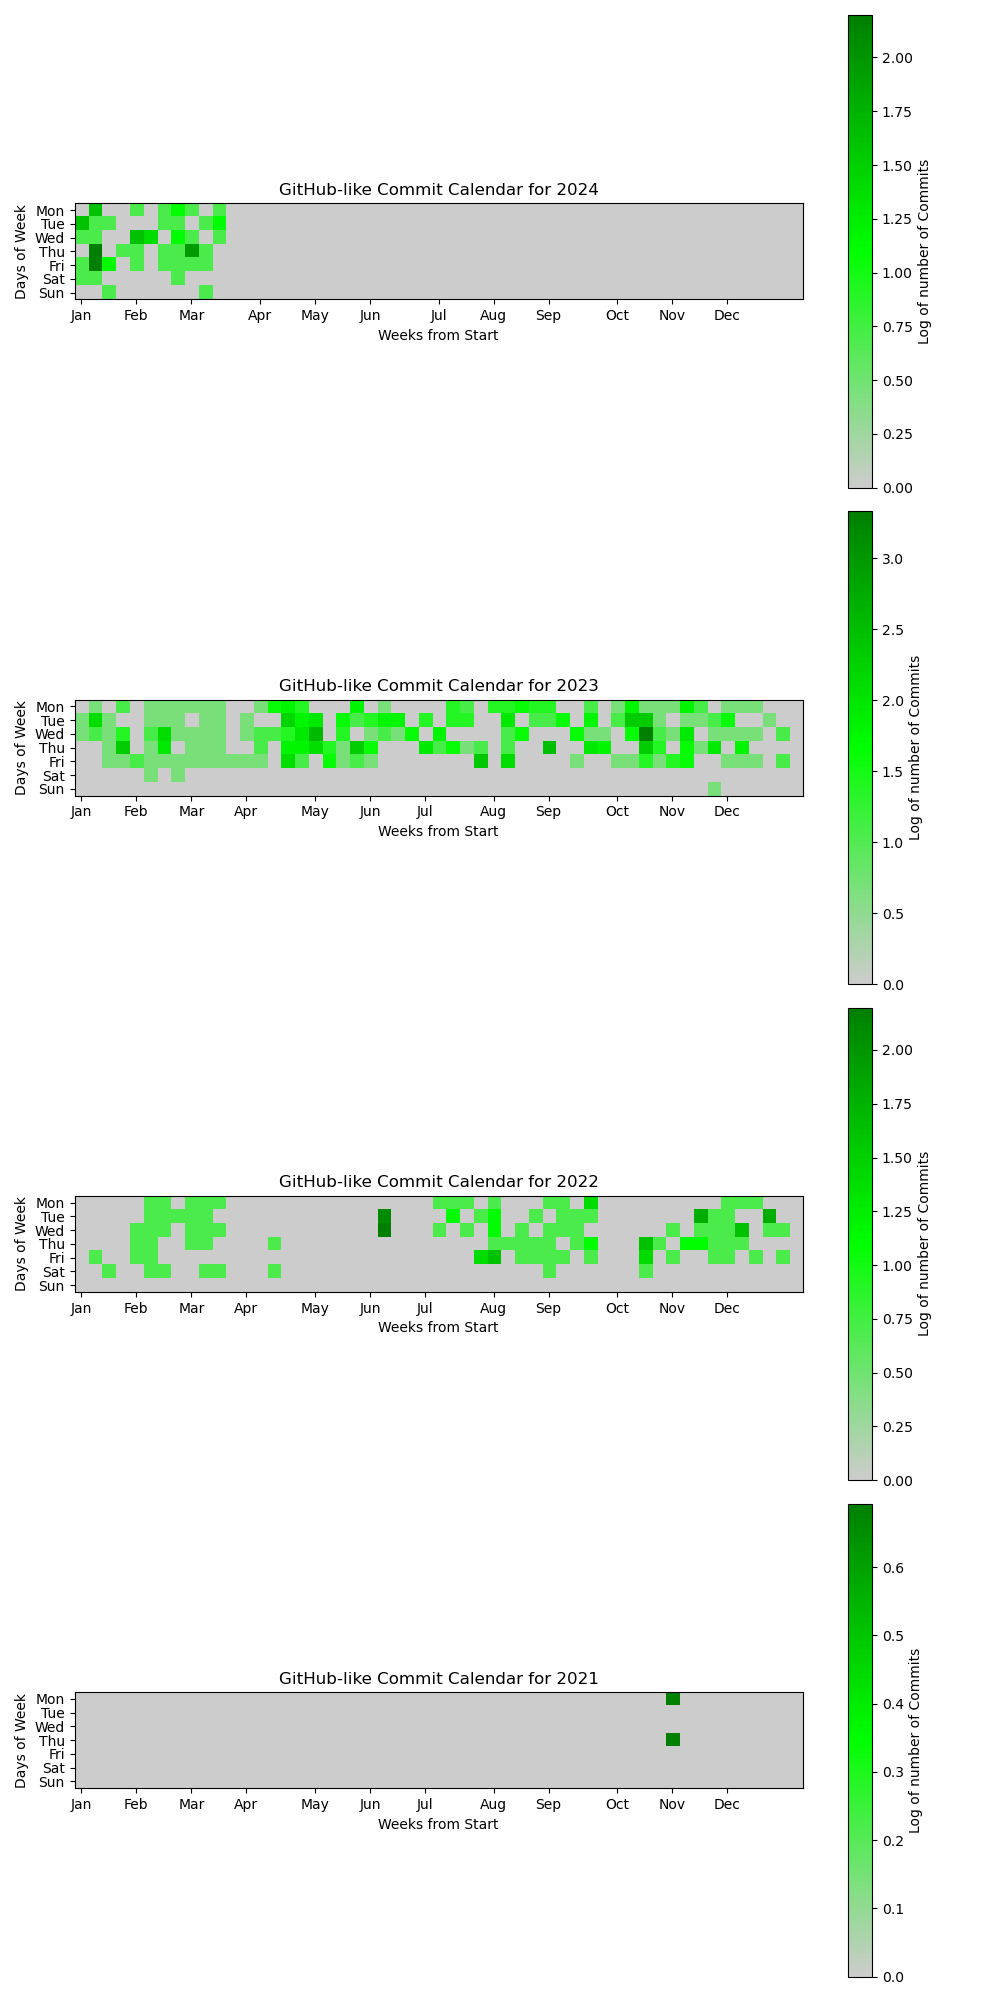 GitHub-like Commit Calendar for 2024
Days of Week
Mon
Tue
Wed
Thu
Fri
Sat
Sun
Jan Feb Mar Apr May Jun Jul Aug Sep Oct Nov Dec
Weeks from Start
2.00
1.75
1.50
1.25
1.00
0.75
0.50
0.25
0.00
Log of number of Commits
GitHub-like Commit Calendar for 2023
Days of Week
Mon
Tue
Wed
Thu
Fri
Sat
Sun
Jan Feb Mar Apr May Jun Jul Aug Sep Oct Nov Dec
Weeks from Start
3.0
2.5
2.0
1.5
1.0
0.5
0.0
Log of number of Commits
GitHub-like Commit Calendar for 2022
Days of Week
Mon
Tue
Wed
Thu
Fri
Sat
Sun
Jan Feb Mar Apr May Jun Jul Aug Sep Oct Nov Dec
Weeks from Start
2.00
1.75
1.50
1.25
1.00
0.75
0.50
0.25
0.00
Log of number of Commits
GitHub-like Commit Calendar for 2021
Days of Week
Mon
Tue
Wed
Thu
Fri
Sat
Sun
Jan Feb Mar Apr May Jun Jul Aug Sep Oct Nov Dec
Weeks from Start
0.6
0.5
0.4
0.3
0.2
0.1
0.0
Log of number of Commits